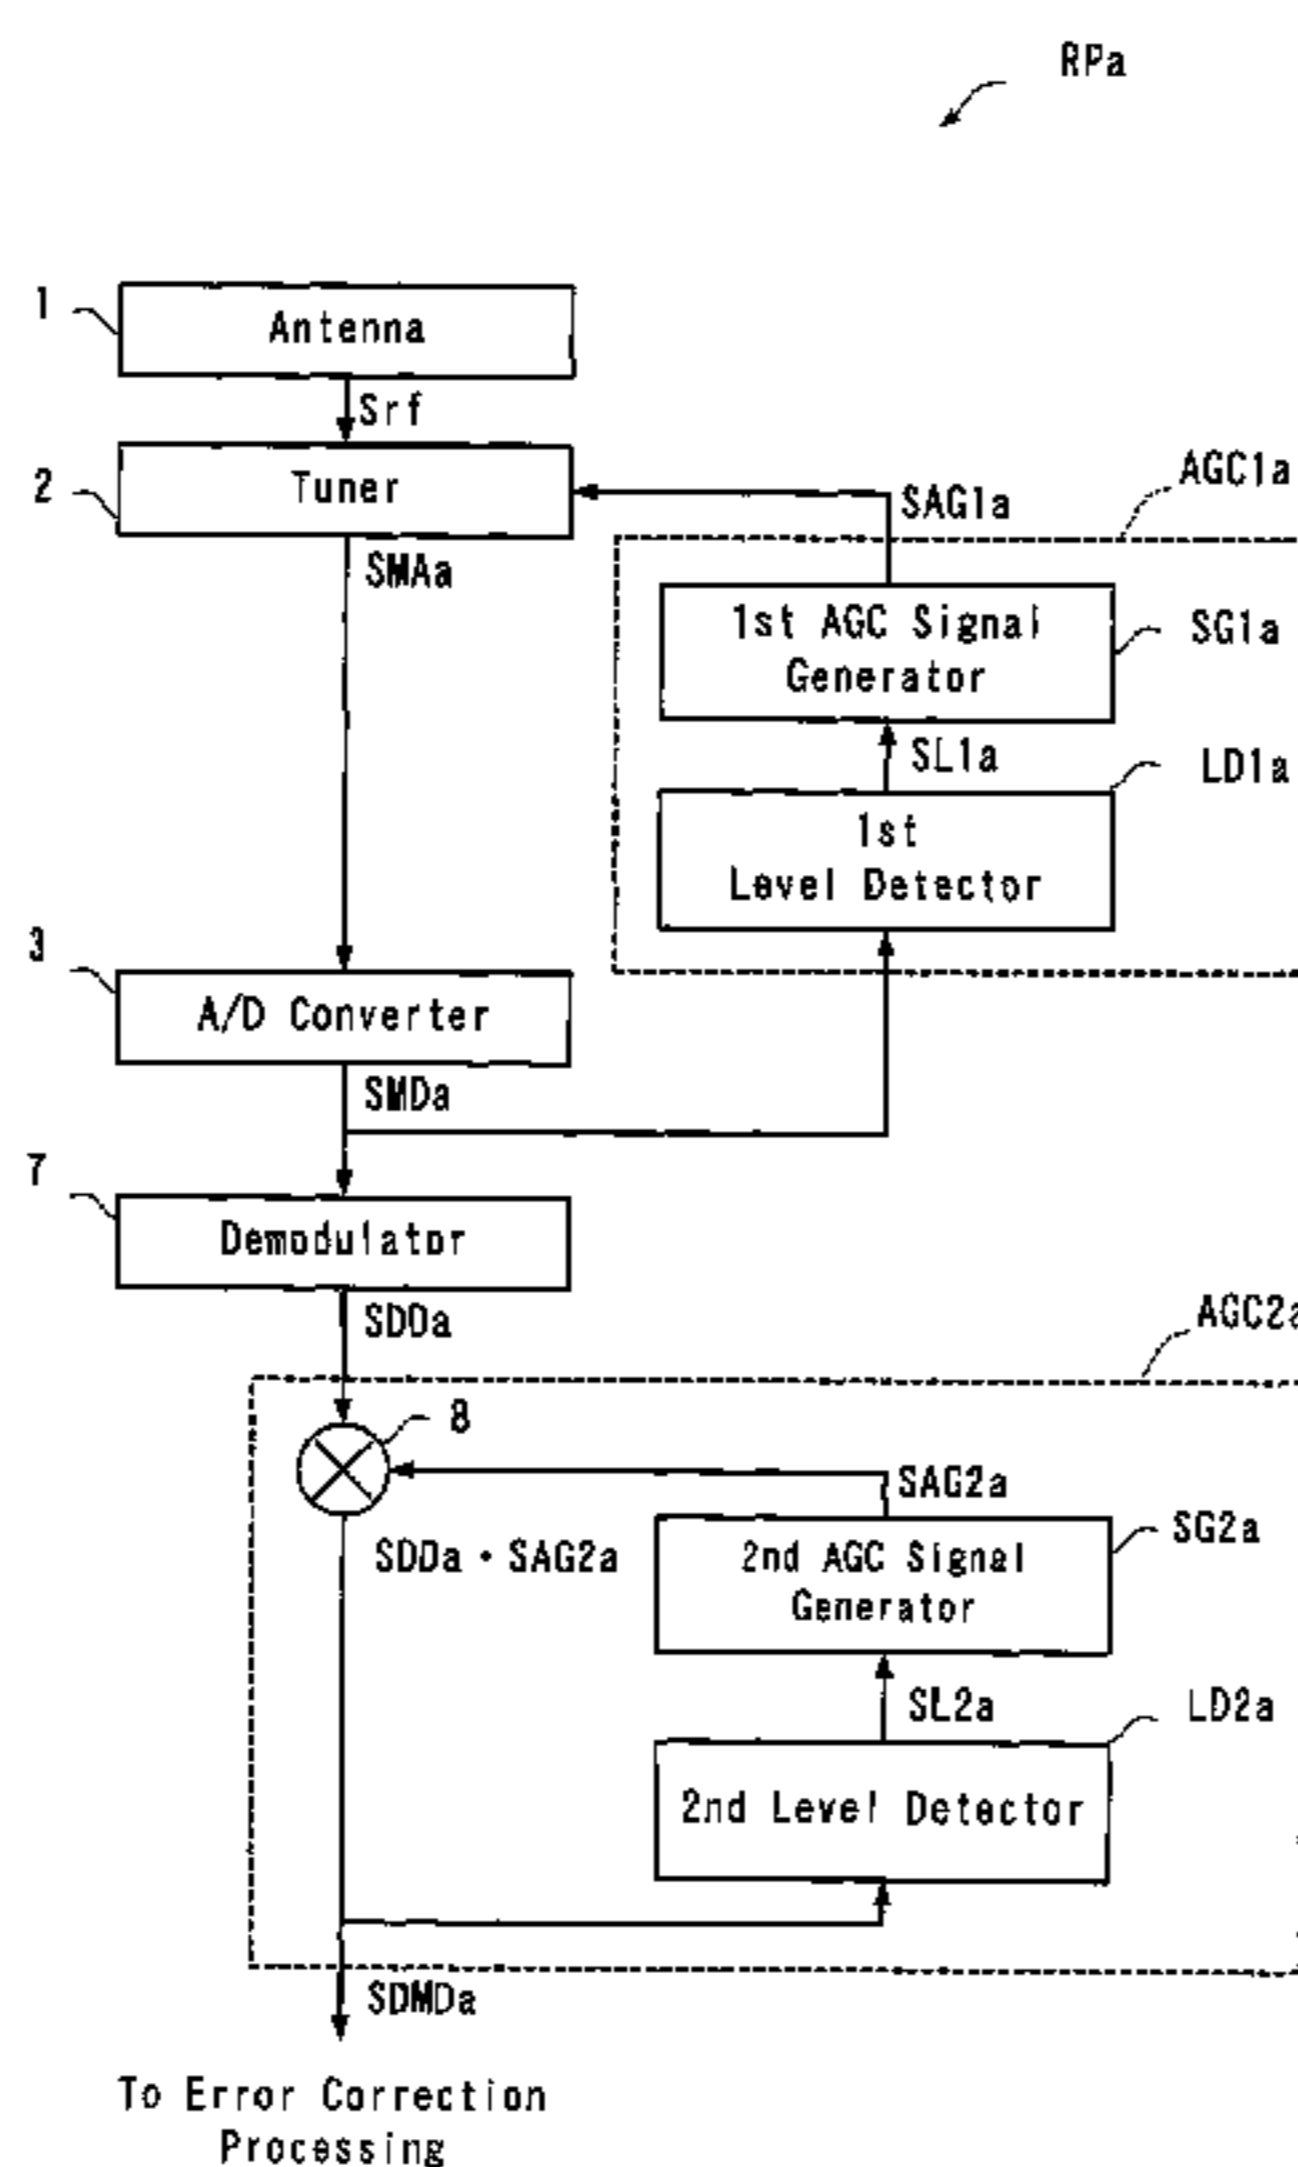 RPa
1
Antenna
Srf
2
Tuner
SAG1a
AGC1a
SMAa
1st AGC Signal
Generator
SG1a
SL1a
LD1a
1st
Level Detector
3
A/D Converter
SMDa
7
Demodulator
SDDa
AGC2a
8
SAG2a
SDDa・SAG2a
2nd AGC Signal
Generator
SG2a
SL2a
LD2a
2nd Level Detector
SDMDa
To Error Correction
Processing